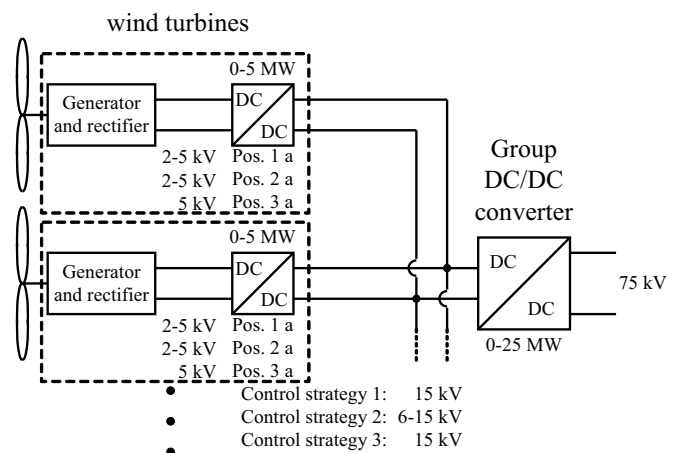 wind turbines
0-5 MW
Generator
and rectifier
DC
DC
2-5 kV Pos. 1 a
2-5 kV Pos. 2 a
5 kV Pos. 3 a
0-5 MW
Generator
and rectifier
DC
DC
2-5 kV Pos. 1 a
2-5 kV Pos. 2 a
5 kV Pos. 3 a
Group
DC/DC
converter
DC
DC
75 kV
0-25 MW
Control strategy 1: 15 kV
Control strategy 2: 6-15 kV
Control strategy 3: 15 kV